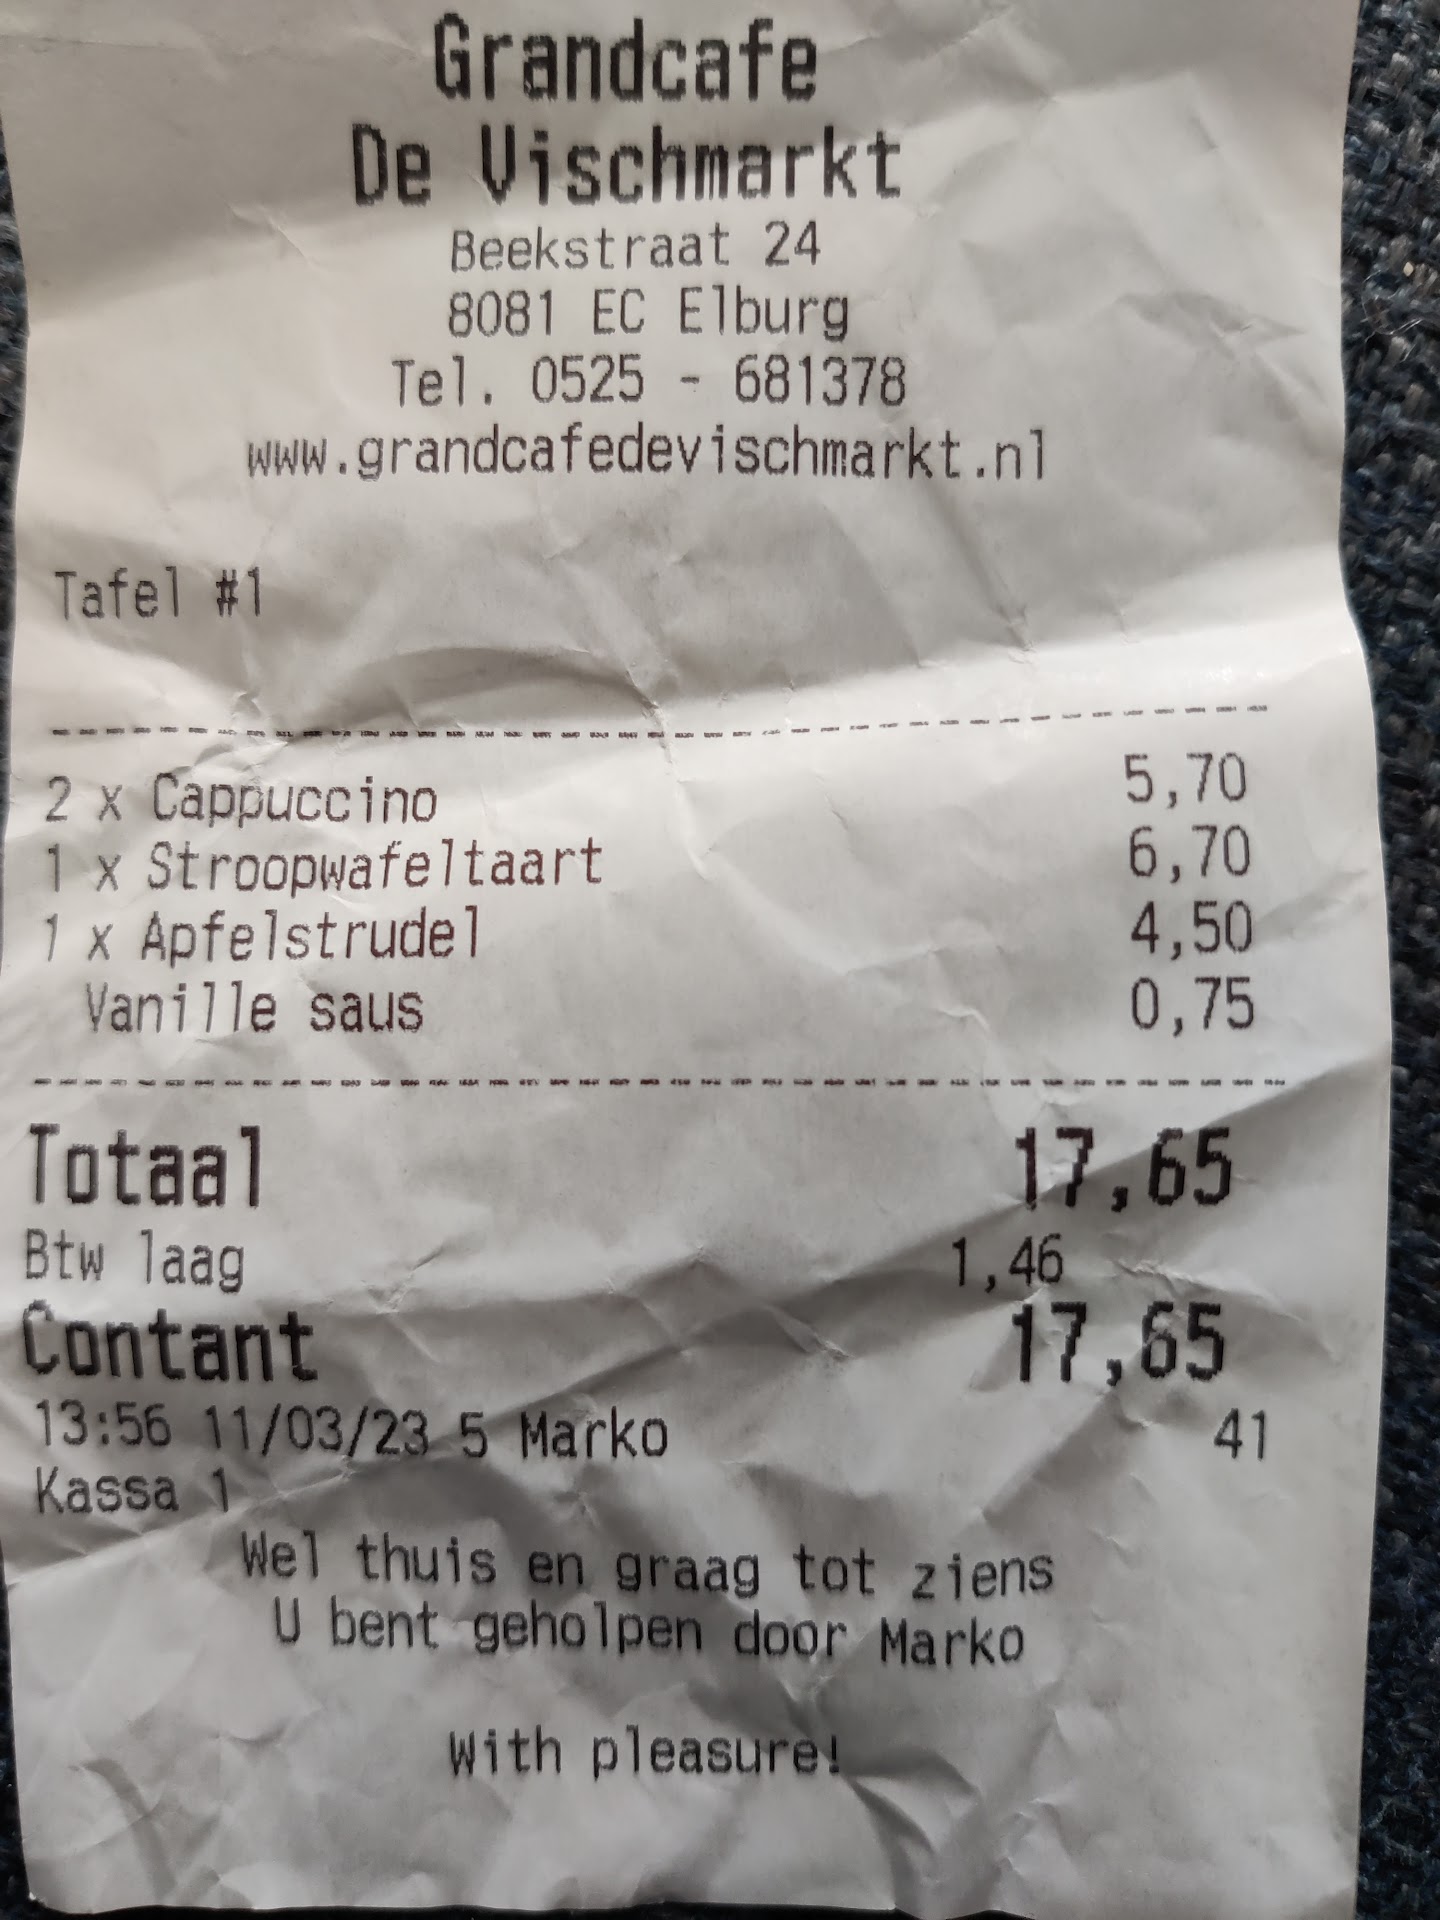 Grandcafe
De Vischmarkt
Beekstraat 24
8081 EC Elburg
Tel. 0525 - 681378
www.grandcafedevischmarkt.nl
Tafel #1
2 x Cappuccino 5,70
1 x Stroopwafeltaart 6,70
1 x Apfelstrudel 4,50
Vanille saus 0,75
Totaal 17,65
Btw laag 1,46
Contant 17,65
13:56 11/03/23 5 Marko 41
Kassa 1
Wel thuis en graag tot ziens
U bent geholpen door Marko
With pleasure!